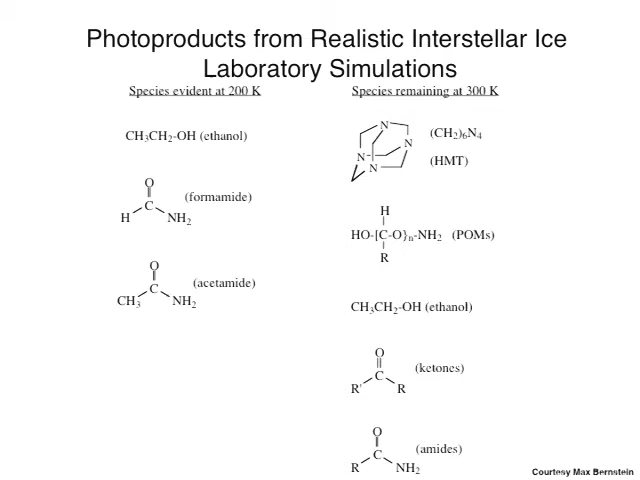 Photoproducts from Realistic Interstellar Ice
Laboratory Simulations
Species evident at 200 K
CH3CH2-OH (ethanol)
O
C
H
NH2
(formamide)
O
C
CH3
NH2
(acetamide)
Species remaining at 300 K
N
N
N
N
(CH2)6N4
(HMT)
H
HO-[C-O}n-NH2 (POMs)
R
CH3CH2-OH (ethanol)
O
C
R'
R
(ketones)
O
C
R
NH2
(amides)
Courtesy Max Bernstein